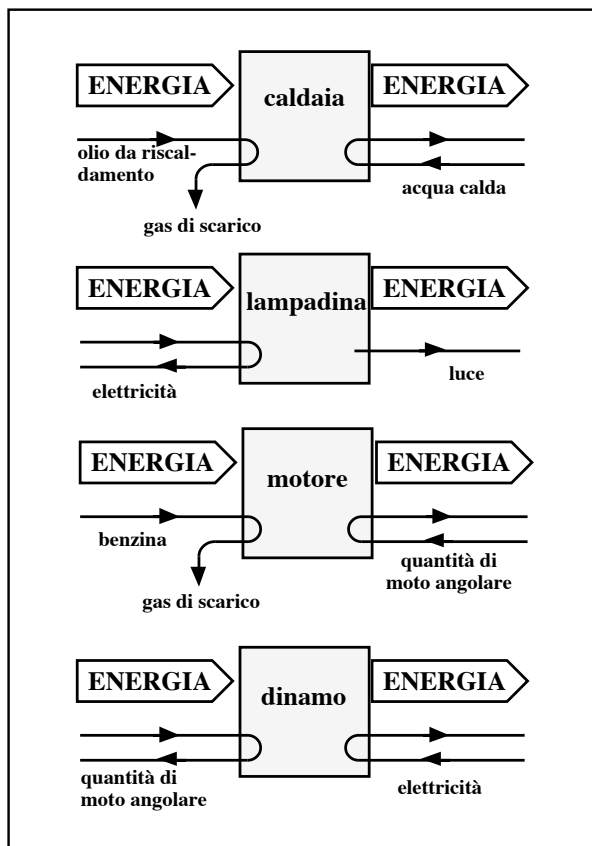 ENERGIA
caldaia
ENERGIA
olio da riscal-
damento
gas di scarico
acqua calda
ENERGIA
lampadina
ENERGIA
elettricità
luce
ENERGIA
motore
ENERGIA
benzina
gas di scarico
quantità di
moto angolare
ENERGIA
dinamo
ENERGIA
quantità di
moto angolare
elettricità